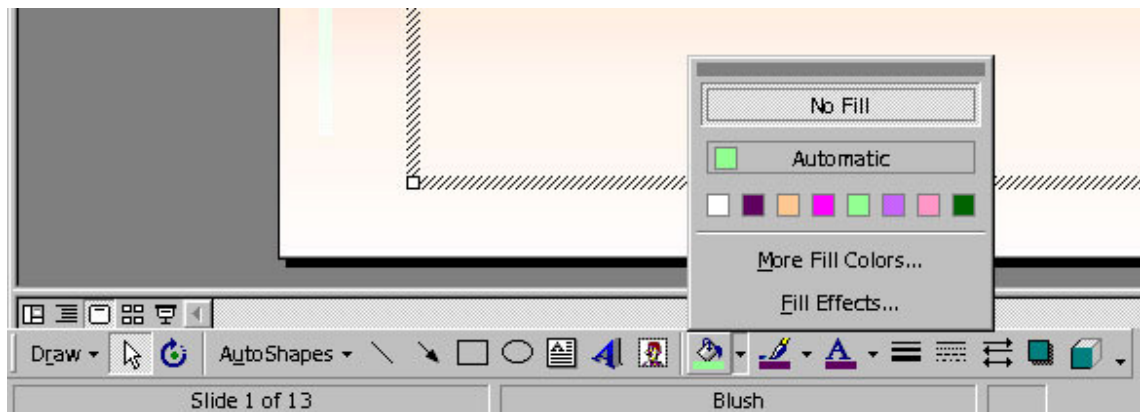 No Fill
Automatic
More Fill Colors...
Fill Effects...
Draw
AutoShapes
A
A
Slide 1 of 13
Blush